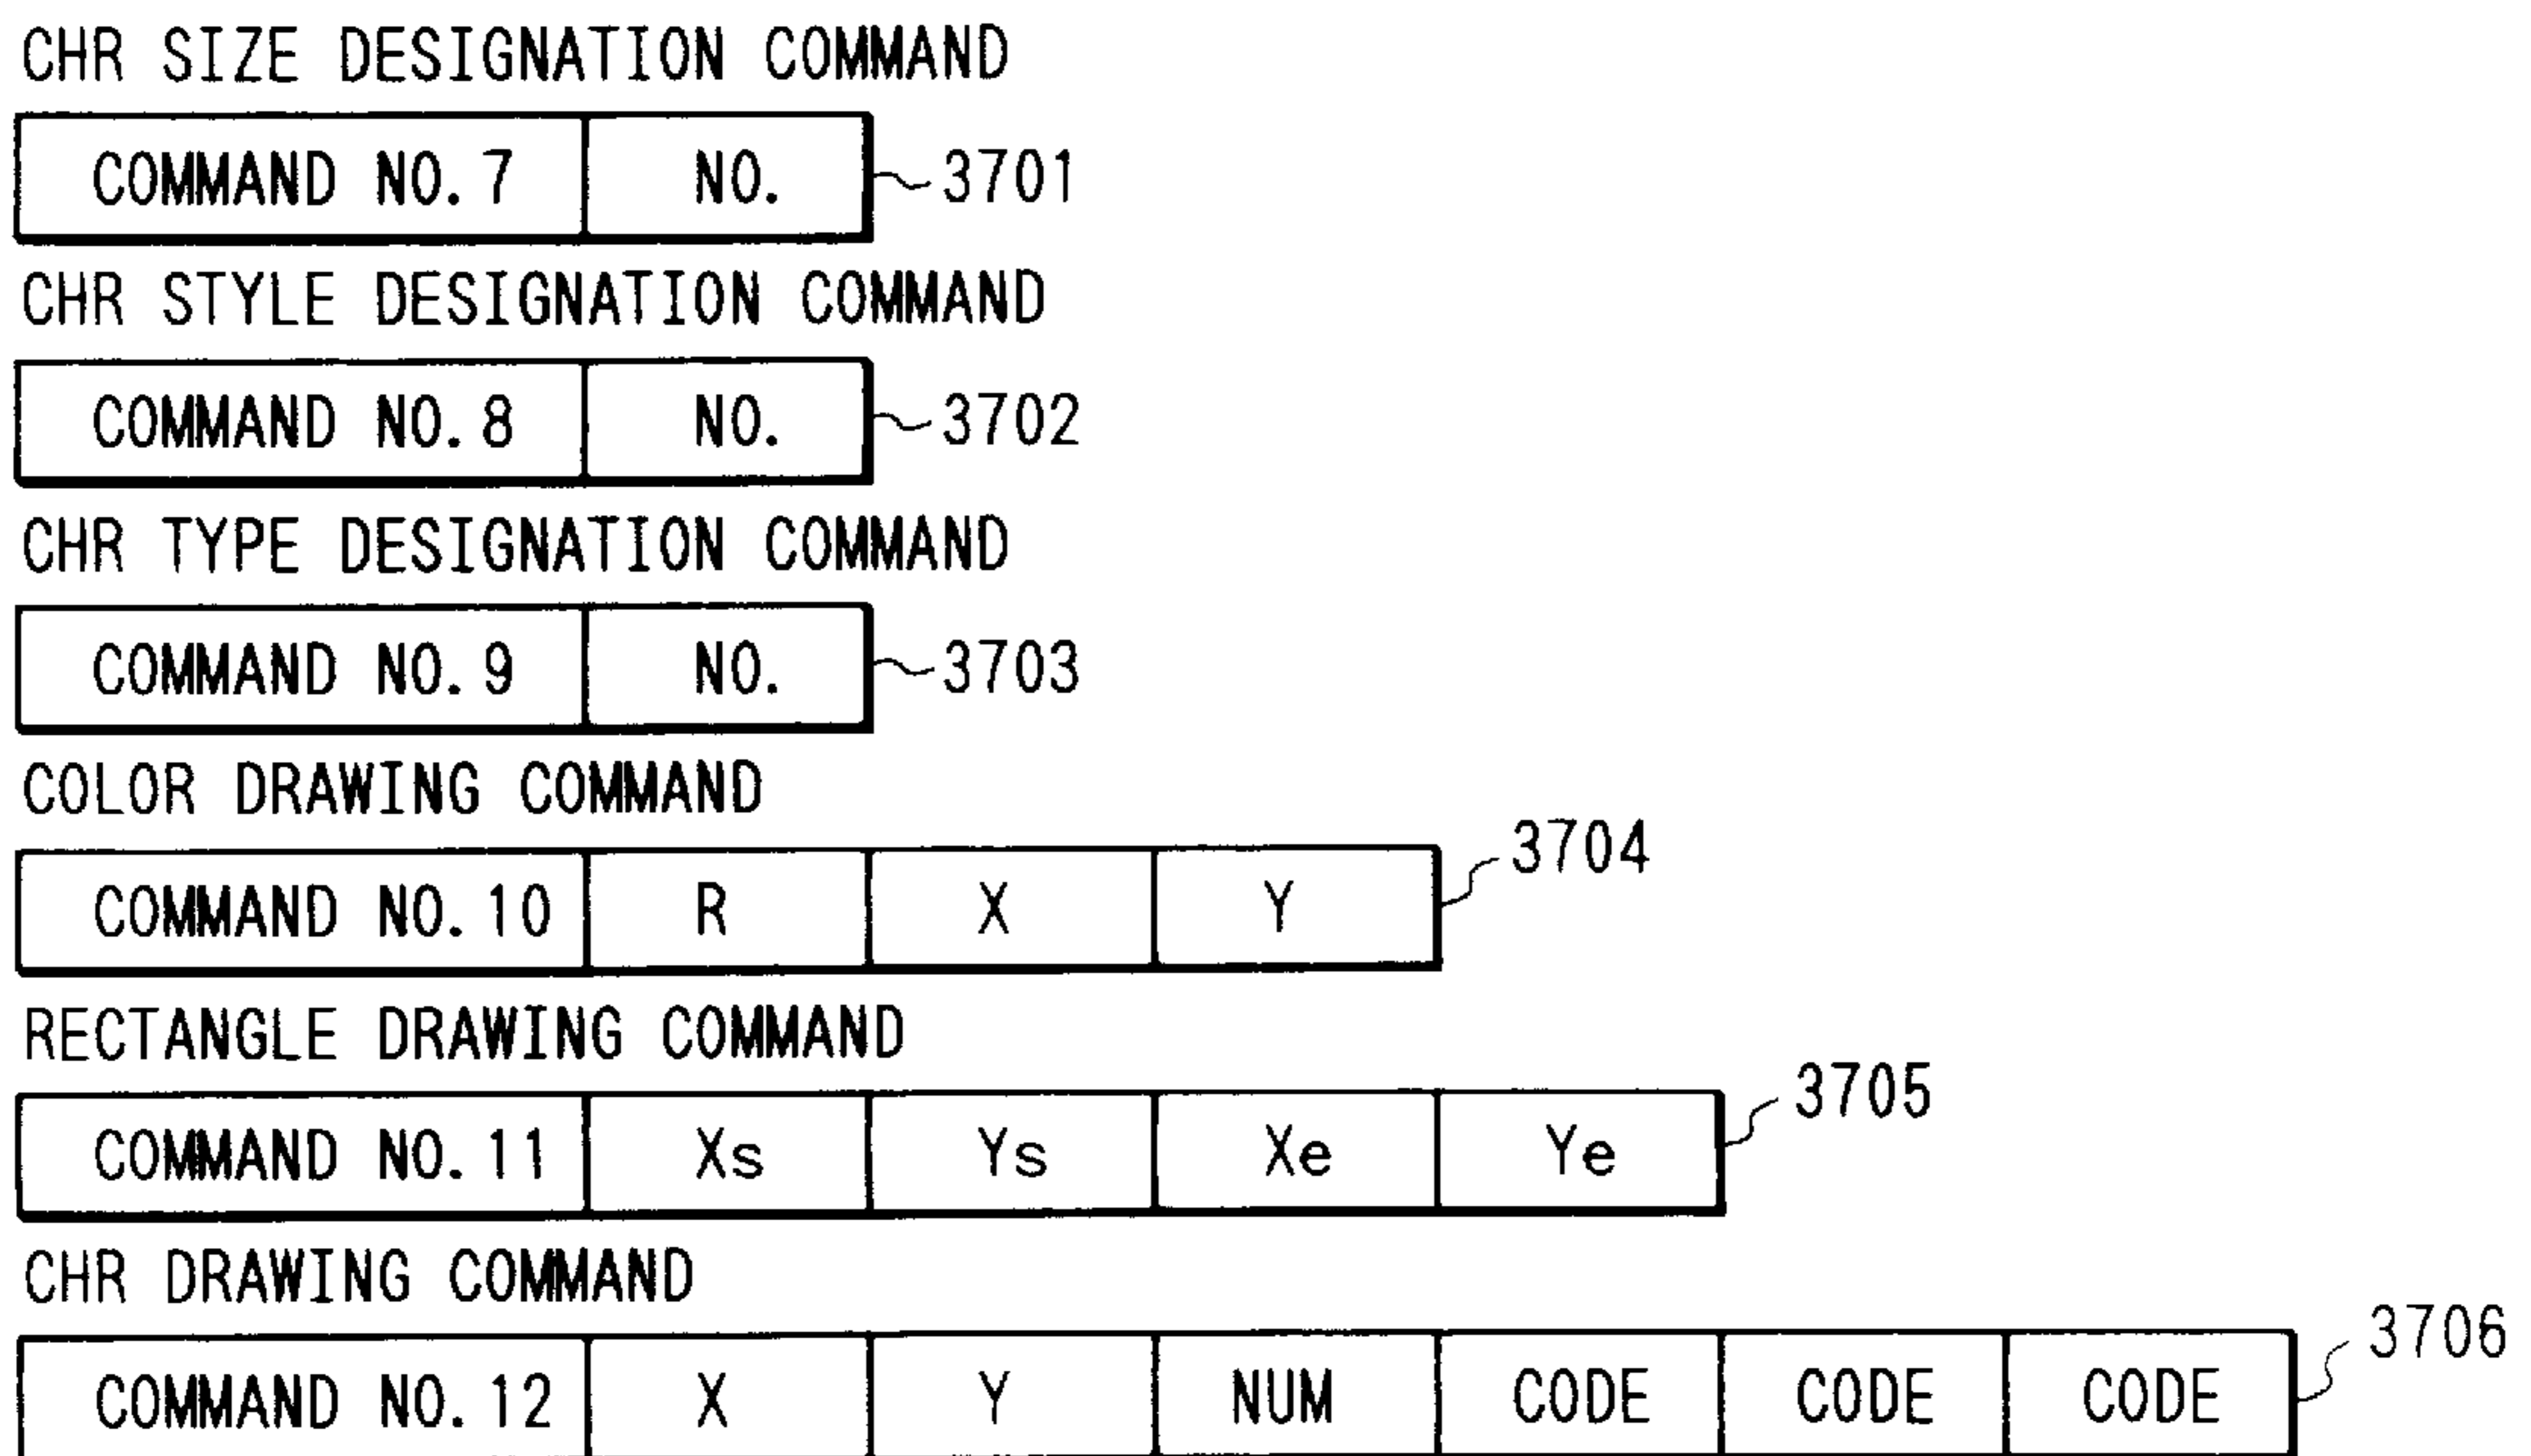 CHR SIZE DESIGNATION COMMAND
COMMAND NO. 7 NO. 3701
CHR STYLE DESIGNATION COMMAND
COMMAND NO. 8 NO. 3702
CHR TYPE DESIGNATION COMMAND
COMMAND NO. 9 NO. 3703
COLOR DRAWING COMMAND
COMMAND NO. 10 R X Y 3704
RECTANGLE DRAWING COMMAND
COMMAND NO. 11 Xs Ys Xe Ye 3705
CHR DRAWING COMMAND
COMMAND NO. 12 X Y NUM CODE CODE CODE 3706